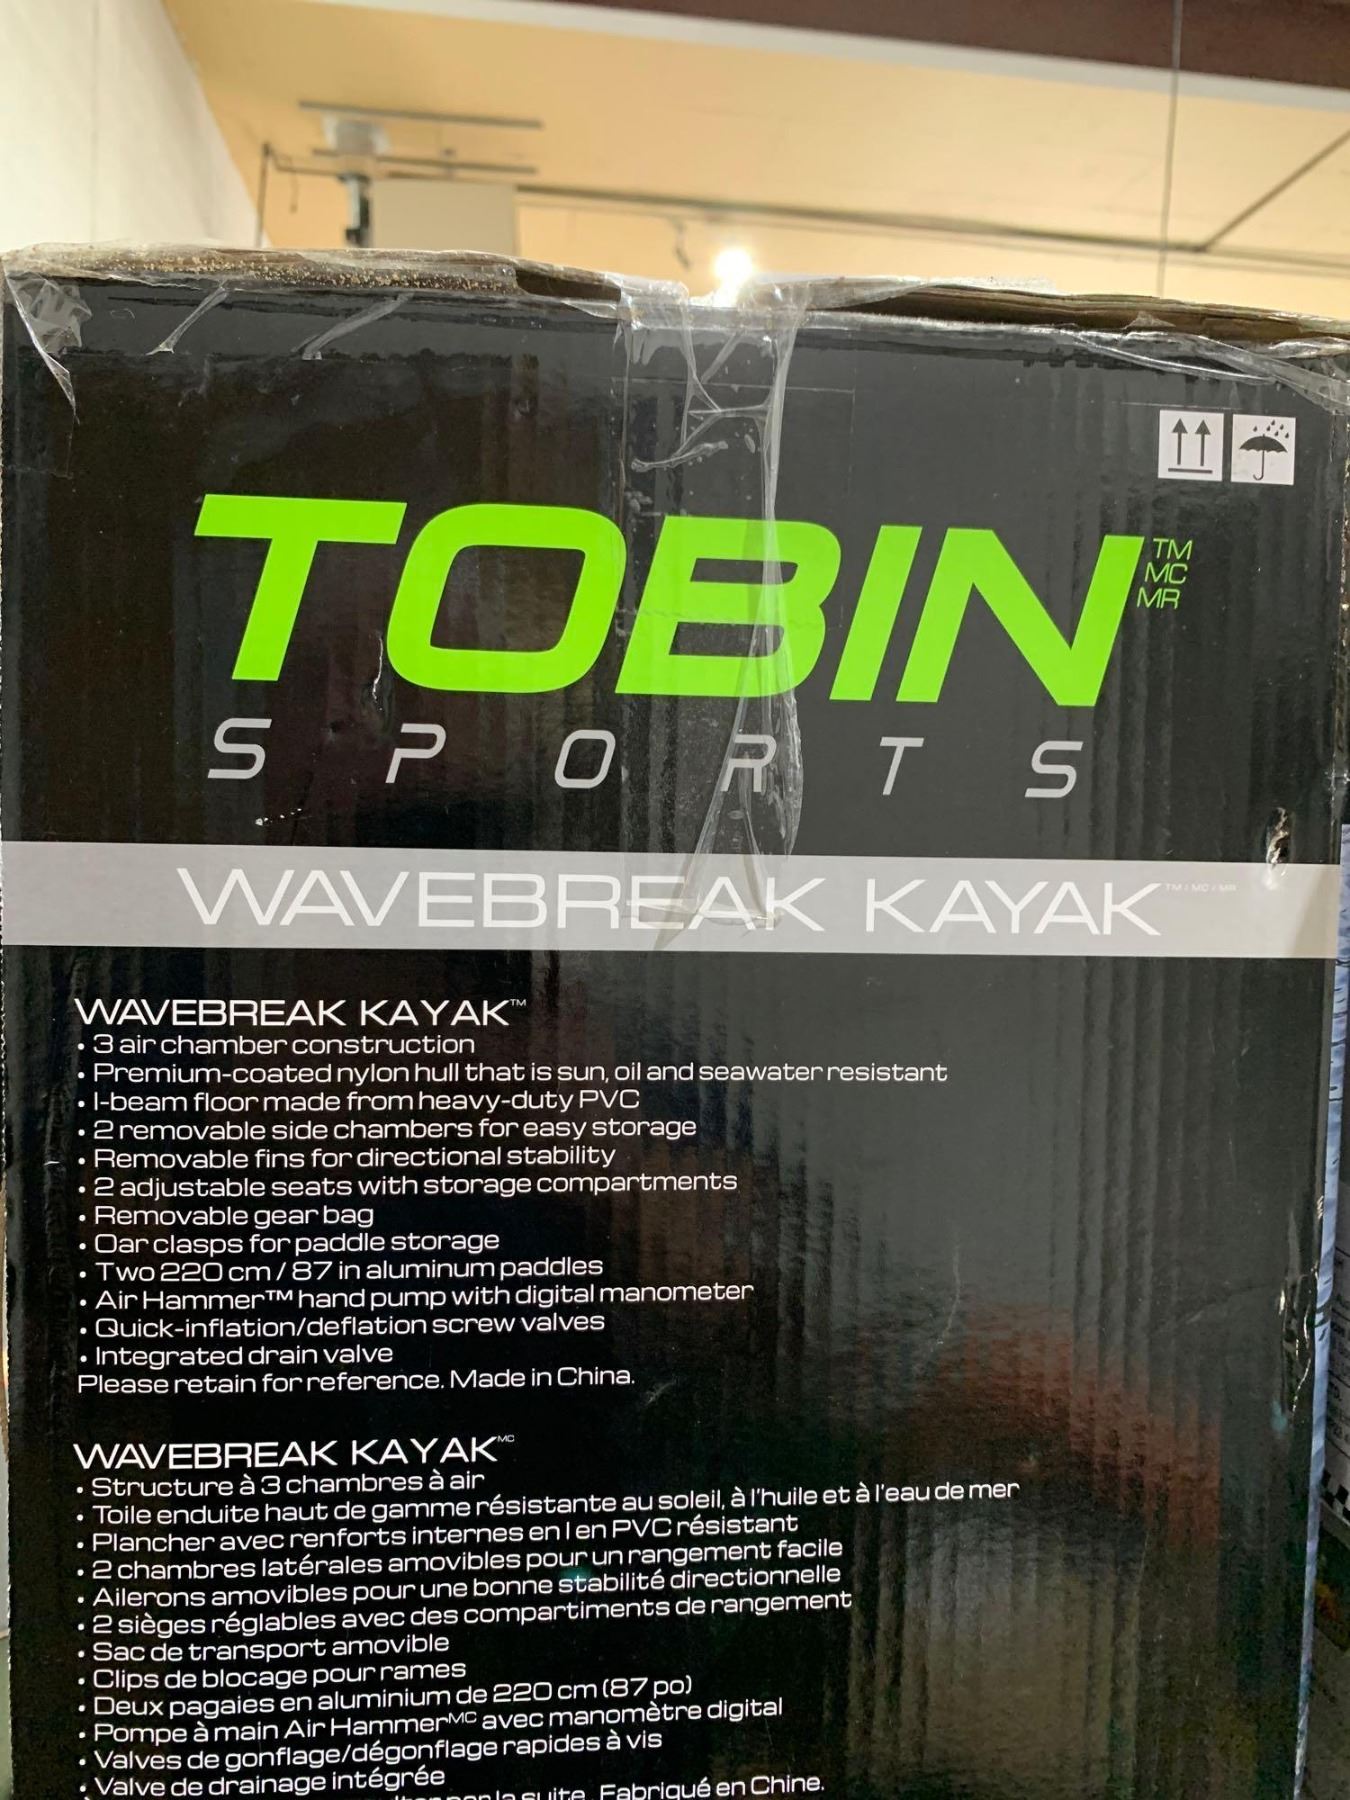 TOBIN TM
MC
MR
SPORTS
WAVEBREAK KAYAK TM / MC / MR
WAVEBREAK KAYAK™
• 3 air chamber construction
• Premium-coated nylon hull that is sun, oil and seawater resistant
• I-beam floor made from heavy-duty PVC
• 2 removable side chambers for easy storage
• Removable fins for directional stability
• 2 adjustable seats with storage compartments
• Removable gear bag
• Oar clasps for paddle storage
• Two 220 cm / 87 in aluminum paddles
• Air Hammer™ hand pump with digital manometer
• Quick-inflation/deflation screw valves
• Integrated drain valve
Please retain for reference. Made in China.
WAVEBREAK KAYAK MC
• Structure à 3 chambres à air
• Toile enduite haut de gamme résistante au soleil, à l'huile et à l'eau de mer
• Plancher avec renforts internes en I en PVC résistant
• 2 chambres latérales amovibles pour un rangement facile
• Ailerons amovibles pour une bonne stabilité directionnelle
• 2 sièges réglables avec des compartiments de rangement
• Sac de transport amovible
• Clips de blocage pour rames
• Deux pagaies en aluminium de 220 cm (87 po)
• Pompe à main Air Hammer MC avec manomètre digital
• Valves de gonflage/dégonflage rapides à vis
• Valve de drainage intégrée
la suite. Fabriqué en Chine.